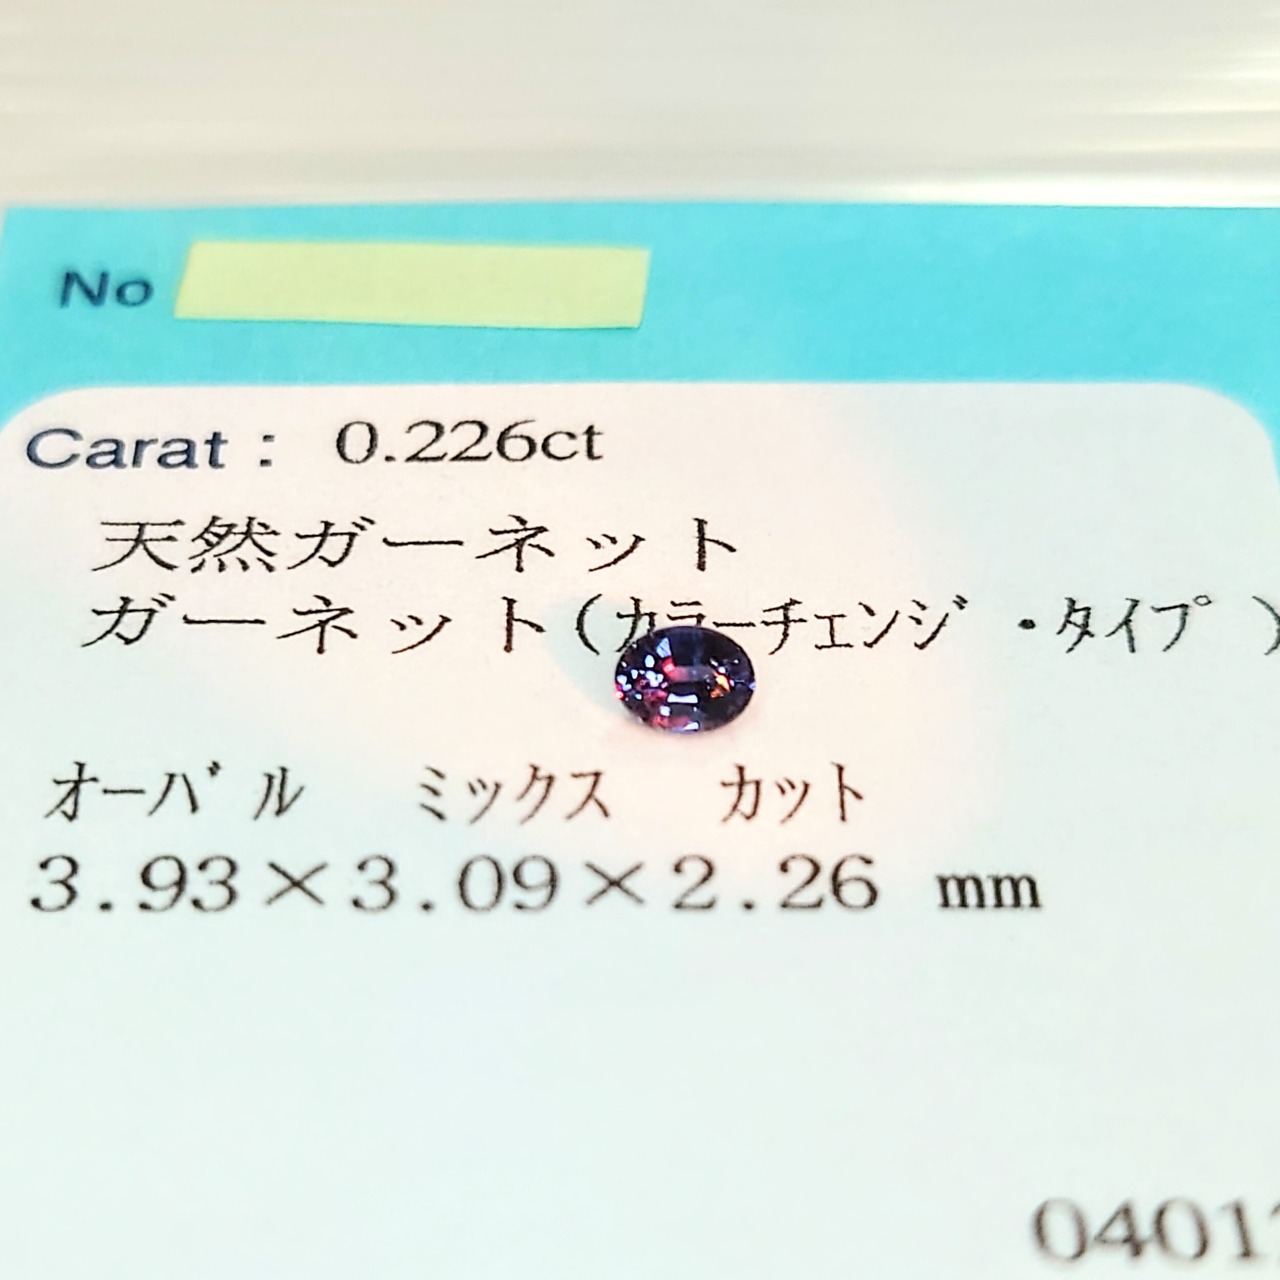 No
Carat : 0.226ct
天然ガーネット
ガーネット(カラーチェンジ・タイプ)
オーバル ミックス カット
3.93×3.09×2.26 mm
0401